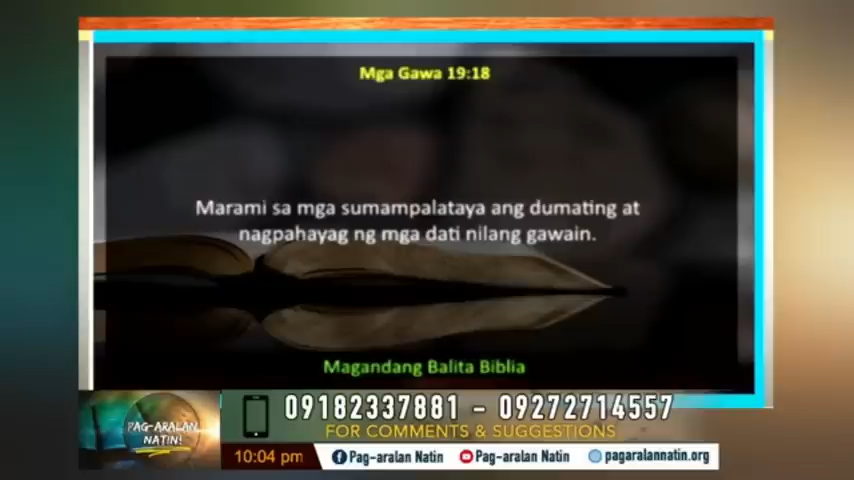 Mga Gawa 19:18
Marami sa mga sumampalataya ang dumating at
nagpahayag ng mga dati nilang gawain.
Magandang Balita Biblia
PAG-ARALAN
NATIN!
09182337881 - 09272714557
FOR COMMENTS & SUGGESTIONS
10:04 pm
Pag-aralan Natin
Pag-aralan Natin
pagaralannatin.org